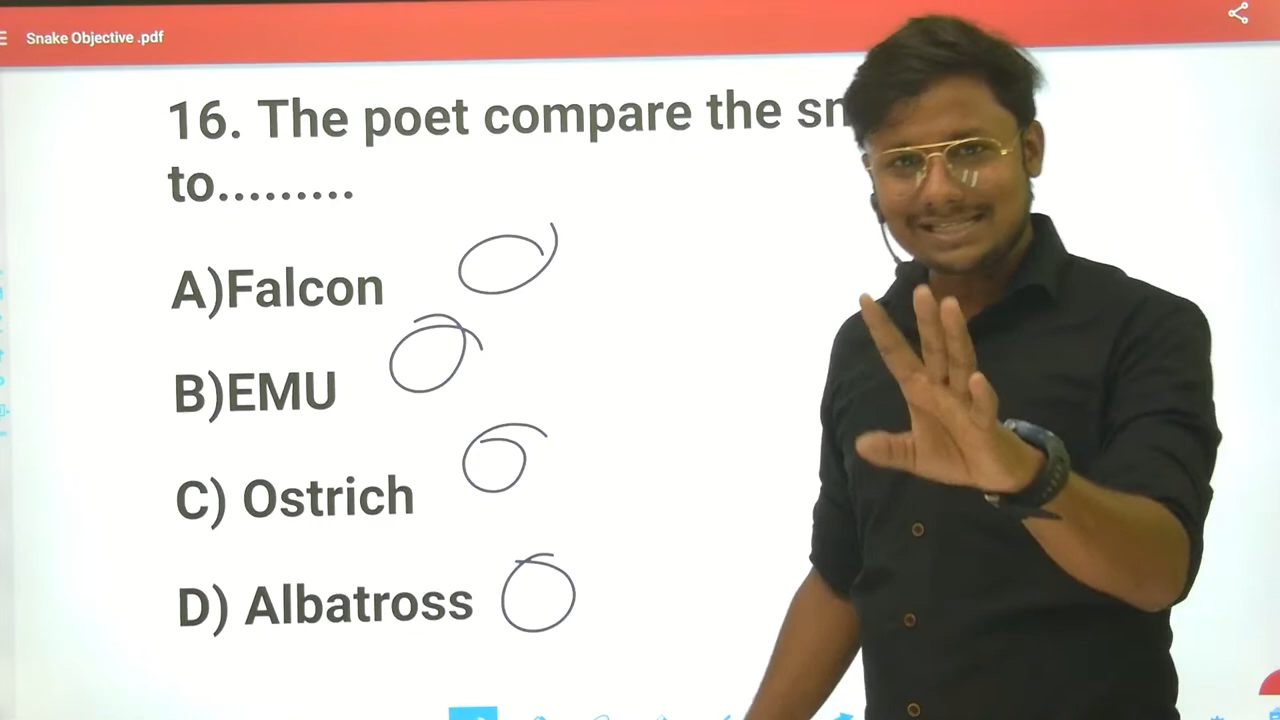 Snake Objective .pdf
16. The poet compare the sn
to.........
A)Falcon
B)EMU
C) Ostrich
D) Albatross